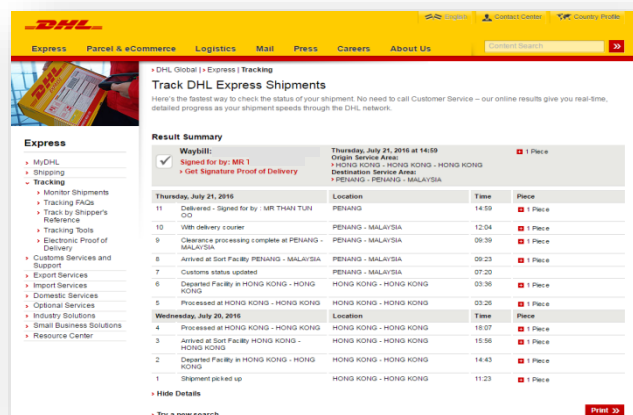 DHL
English Contact Center Country Profile
Express Parcel & eCommerce Logistics Mail Press Careers About Us
Content Search
DHL
DHL Global | Express | Tracking
Track DHL Express Shipments
Here's the fastest way to check the status of your shipment. No need to call Customer Service – our online results give you real-time,
detailed progress as your shipment speeds through the DHL network.
Express
MyDHL
Shipping
Tracking
Monitor Shipments
Tracking FAQs
Track by Shipper's
Reference
Tracking Tools
Electronic Proof of
Delivery
Customs Services and
Support
Export Services
Import Services
Domestic Services
Optional Services
Industry Solutions
Small Business Solutions
Resource Center
Result Summary
Waybill:
Signed for by: MR T
Get Signature Proof of Delivery
Thursday, July 21, 2016 at 14:59
Origin Service Area:
HONG KONG - HONG KONG - HONG KONG
Destination Service Area:
PENANG - PENANG - MALAYSIA
1 Piece
Thursday, July 21, 2016 Location Time Piece
11 Delivered - Signed for by : MR THAN TUN PENANG 14:59 1 Piece
OO
10 With delivery courier PENANG - MALAYSIA 12:04 1 Piece
9 Clearance processing complete at PENANG - PENANG - MALAYSIA 09:39 1 Piece
MALAYSIA
8 Arrived at Sort Facility PENANG - MALAYSIA PENANG - MALAYSIA 09:23 1 Piece
7 Customs status updated PENANG - MALAYSIA 07:20
6 Departed Facility in HONG KONG - HONG HONG KONG - HONG KONG 03:36 1 Piece
KONG
5 Processed at HONG KONG - HONG KONG HONG KONG - HONG KONG 03:26 1 Piece
Wednesday, July 20, 2016 Location Time Piece
4 Processed at HONG KONG - HONG KONG HONG KONG - HONG KONG 18:07 1 Piece
3 Arrived at Sort Facility HONG KONG - HONG KONG - HONG KONG 15:56 1 Piece
HONG KONG
2 Departed Facility in HONG KONG - HONG HONG KONG - HONG KONG 14:43 1 Piece
KONG
1 Shipment picked up HONG KONG - HONG KONG 11:23 1 Piece
Hide Details
Try a new search
Print